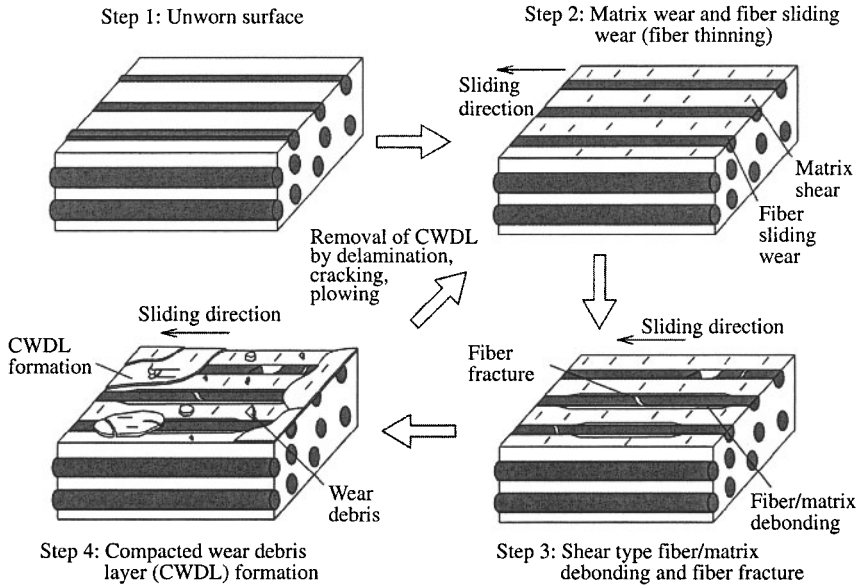 Step 1: Unworn surface
Step 2: Matrix wear and fiber sliding
wear (fiber thinning)
Sliding
direction
Matrix
shear
Fiber
sliding
wear
Removal of CWDL
by delamination,
cracking,
plowing
Sliding direction
CWDL
formation
Wear
debris
Step 4: Compacted wear debris
layer (CWDL) formation
Sliding direction
Fiber
fracture
Fiber/matrix
debonding
Step 3: Shear type fiber/matrix
debonding and fiber fracture